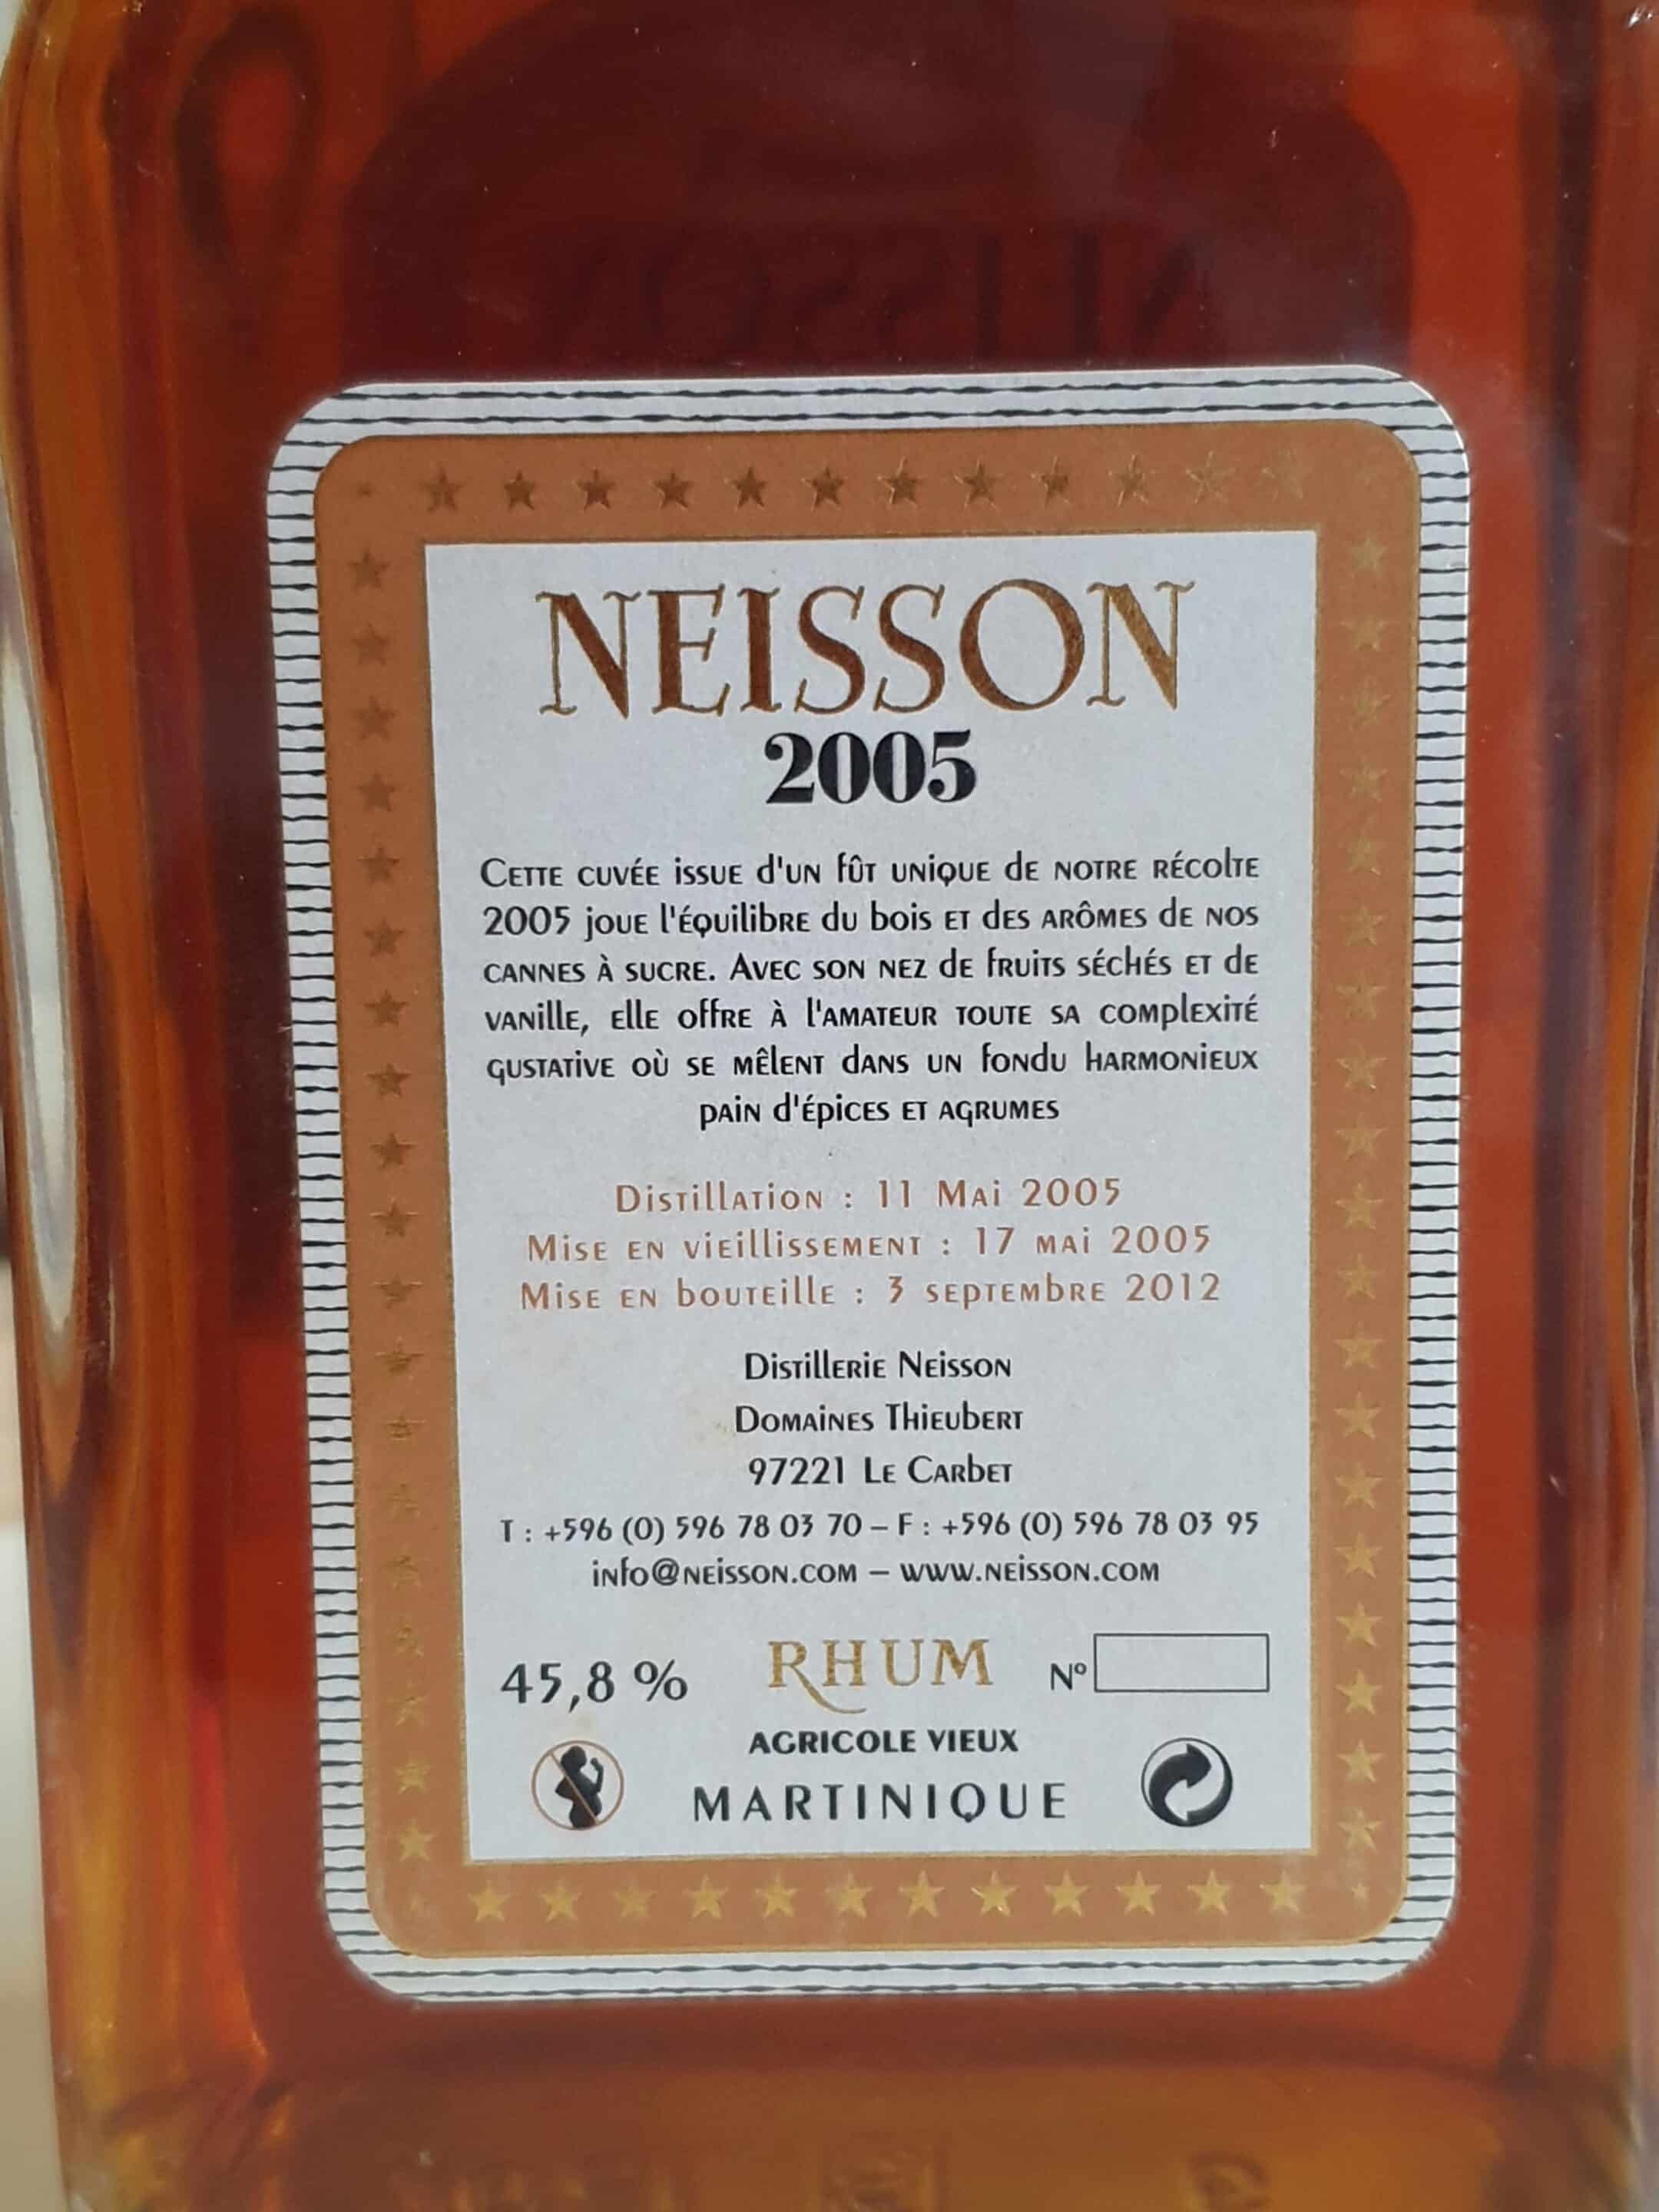 NEISSON
2005
Cette cuvée issue d'un fût unique de notre récolte
2005 joue l'équilibre du bois et des arômes de nos
cannes à sucre. Avec son nez de fruits séchés et de
vanille, elle offre à l'amateur toute sa complexité
gustative où se mêlent dans un fondu harmonieux
pain d'épices et agrumes
Distillation : 11 Mai 2005
Mise en vieillissement : 17 mai 2005
Mise en bouteille : 3 septembre 2012
Distillerie Neisson
Domaines Thieubert
97221 Le Carbet
T : +596 (0) 596 78 03 70 – F : +596 (0) 596 78 03 95
info@neisson.com – www.neisson.com
45,8 % RHUM Nº
AGRICOLE VIEUX
MARTINIQUE